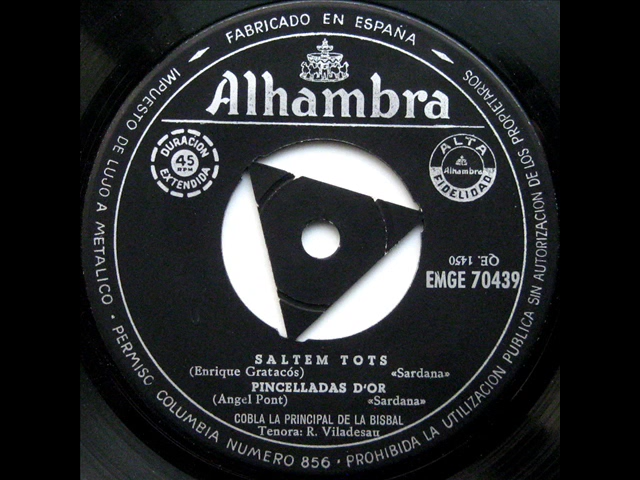 FABRICADO EN ESPAÑA
Alhambra
DURACION
45
RPM
EXTENDIDA
ALTA
Alhambra
FIDELIDAD
QE. 1450
EMGE 70439
SALTEM TOTS
(Enrique Gratacós) «Sardana»
PINCELLADAS D'OR
(Angel Pont) «Sardana»
COBLA LA PRINCIPAL DE LA BISBAL
Tenora: R. Viladesau
IMPUESTO DE LUJO A METALICO · PERMISO COLUMBIA NUMERO 856 · PROHIBIDA LA UTILIZACION PUBLICA SIN AUTORIZACION DE LOS PROPIETARIOS